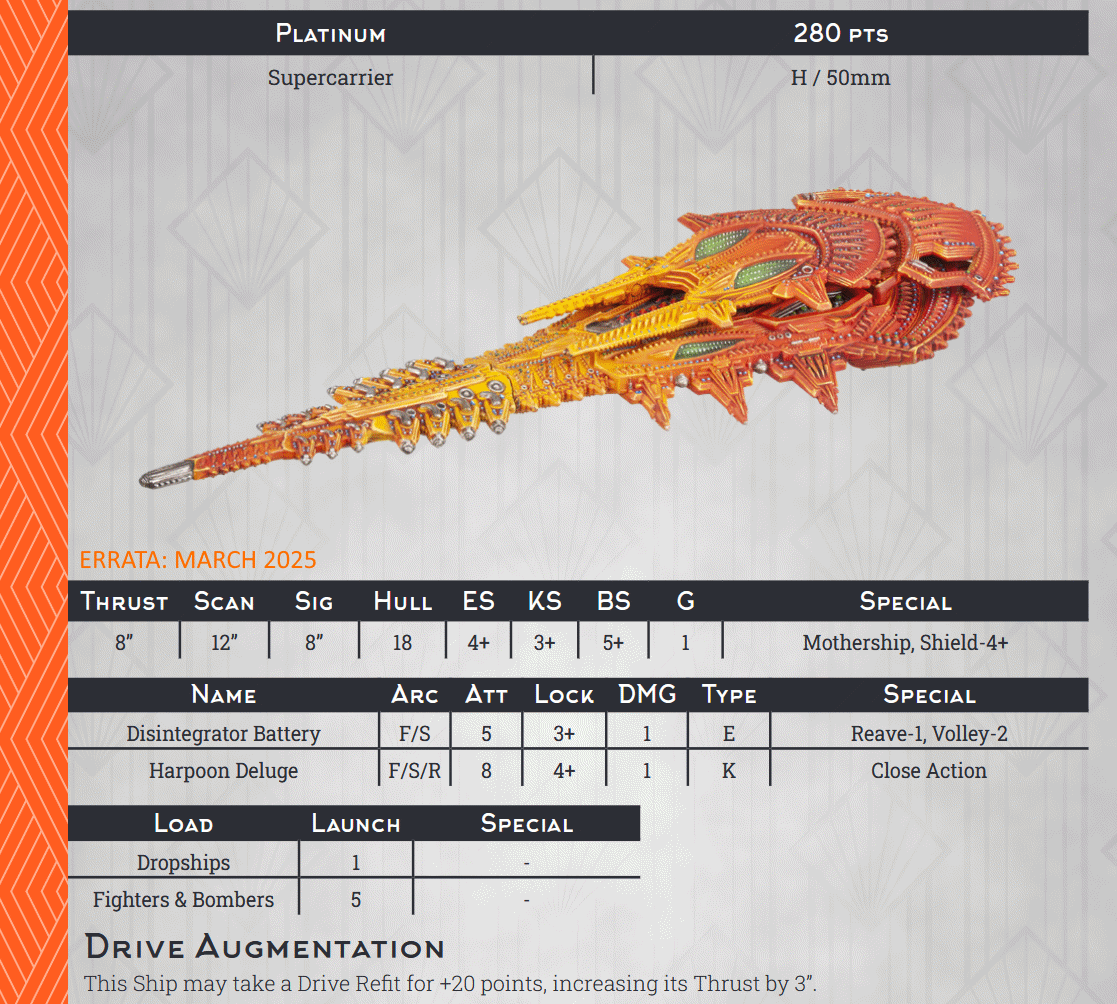 Platinum 280 pts
Supercarrier H / 50mm
ERRATA: MARCH 2025
Thrust Scan Sig Hull ES KS BS G Special
8” 12” 8” 18 4+ 3+ 5+ 1 Mothership, Shield-4+
Name Arc Att Lock DMG Type Special
Disintegrator Battery F/S 5 3+ 1 E Reave-1, Volley-2
Harpoon Deluge F/S/R 8 4+ 1 K Close Action
Load Launch Special
Dropships 1 -
Fighters & Bombers 5 -
Drive Augmentation
This Ship may take a Drive Refit for +20 points, increasing its Thrust by 3”.